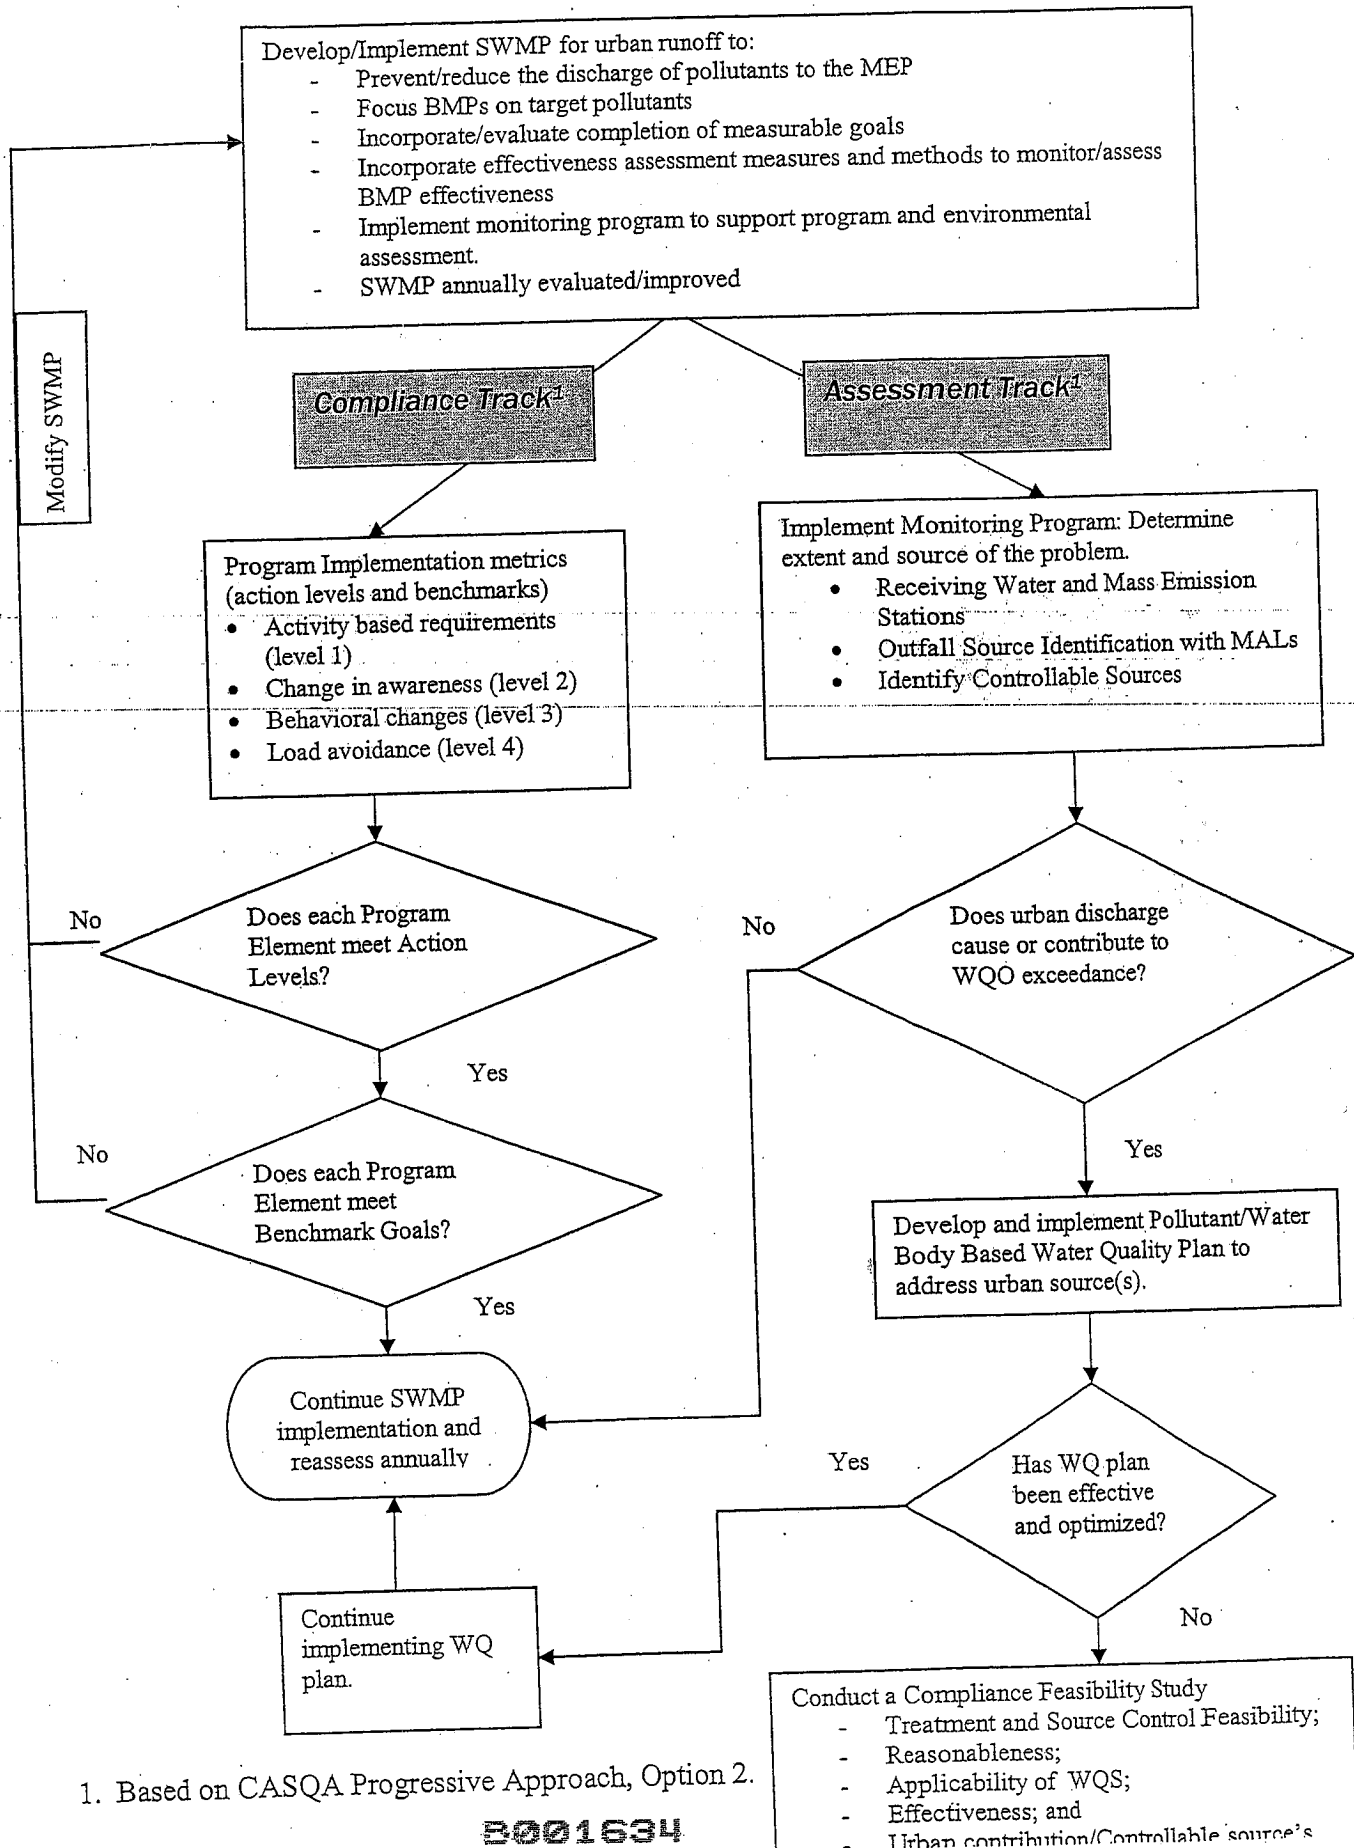 Develop/Implement SWMP for urban runoff to:
- Prevent/reduce the discharge of pollutants to the MEP
- Focus BMPs on target pollutants
- Incorporate/evaluate completion of measurable goals
- Incorporate effectiveness assessment measures and methods to monitor/assess
BMP effectiveness
- Implement monitoring program to support program and environmental
assessment.
- SWMP annually evaluated/improved
Modify SWMP
Compliance Track¹
Assessment Track¹
Program Implementation metrics
(action levels and benchmarks)
• Activity based requirements
(level 1)
• Change in awareness (level 2)
• Behavioral changes (level 3)
• Load avoidance (level 4)
Implement Monitoring Program: Determine
extent and source of the problem.
• Receiving Water and Mass Emission
Stations
• Outfall Source Identification with MALs
• Identify Controllable Sources
No
Does each Program
Element meet Action
Levels?
Yes
No
Does urban discharge
cause or contribute to
WQO exceedance?
Yes
No
Does each Program
Element meet
Benchmark Goals?
Yes
Develop and implement Pollutant/Water
Body Based Water Quality Plan to
address urban source(s).
Continue SWMP
implementation and
reassess annually
Yes
Has WQ plan
been effective
and optimized?
No
Continue
implementing WQ
plan.
Conduct a Compliance Feasibility Study
- Treatment and Source Control Feasibility;
- Reasonableness;
- Applicability of WQS;
- Effectiveness; and
- Urban contribution/Controllable source's
1. Based on CASQA Progressive Approach, Option 2.
B001634